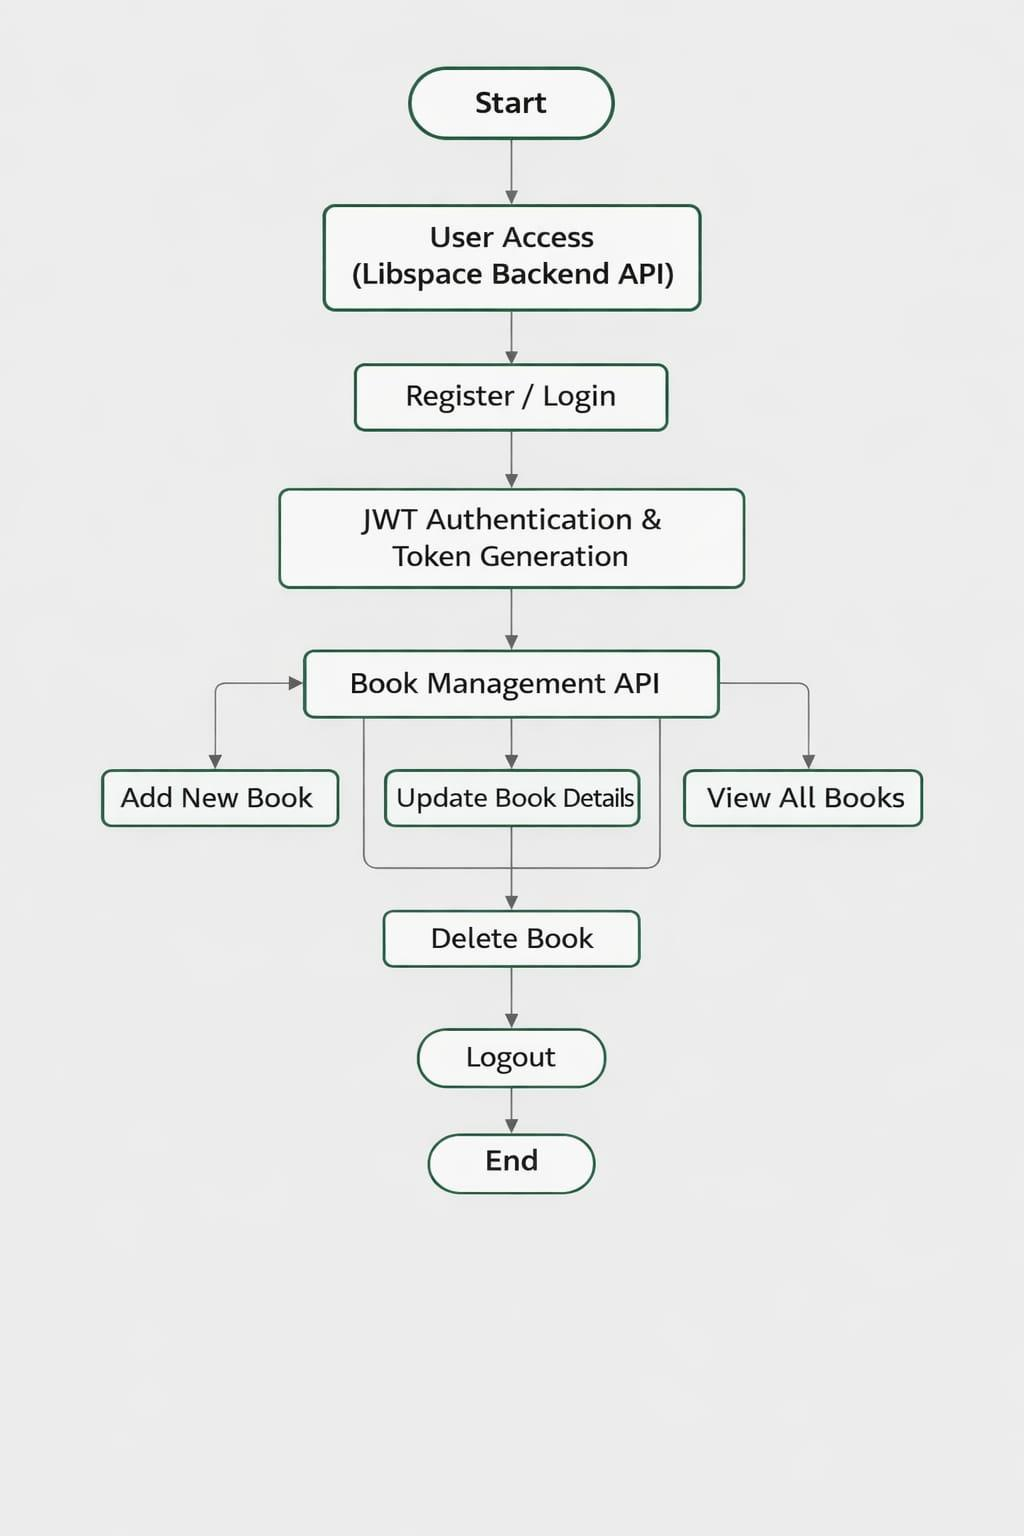 Start
User Access
(Libspace Backend API)
Register / Login
JWT Authentication &
Token Generation
Book Management API
Add New Book
Update Book Details
View All Books
Delete Book
Logout
End